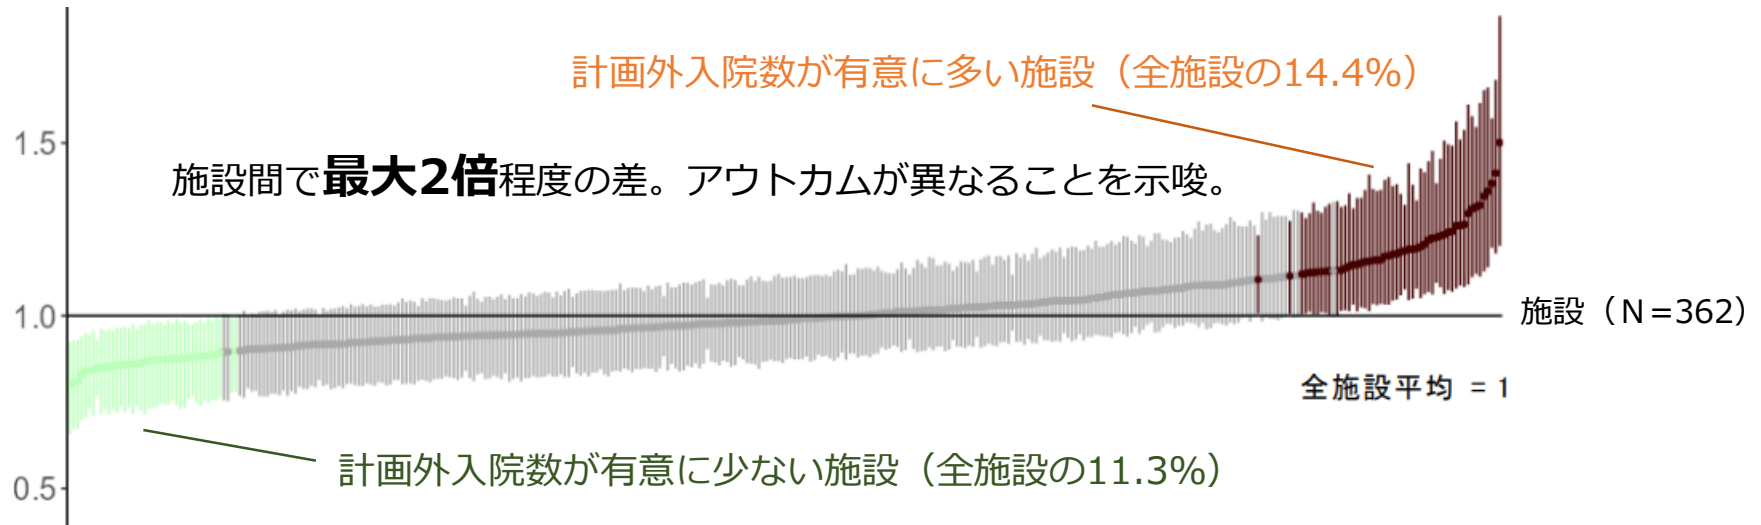 計画外入院数が有意に多い施設（全施設の14.4%）
1.5
施設間で最大2倍程度の差。アウトカムが異なることを示唆。
1.0
施設（Ｎ=362）
全施設平均 = 1
計画外入院数が有意に少ない施設（全施設の11.3%）
0.5